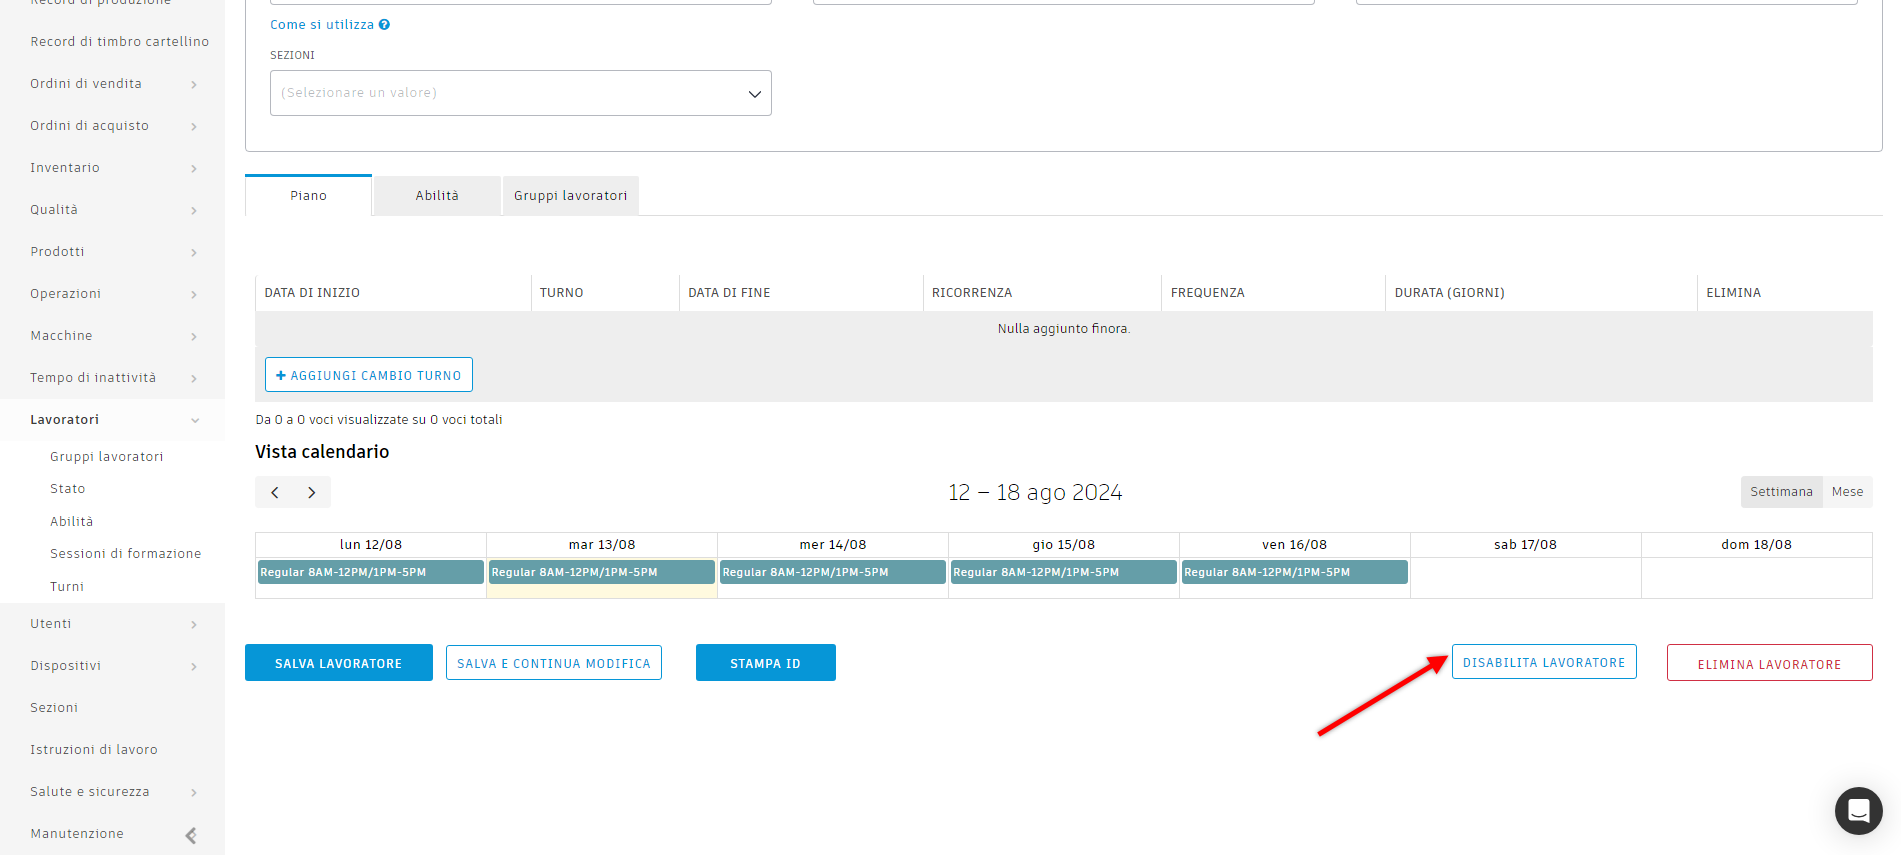 Record di produzione
Record di timbro cartellino
Ordini di vendita
Ordini di acquisto
Inventario
Qualità
Prodotti
Operazioni
Macchine
Tempo di inattività
Lavoratori
Gruppi lavoratori
Stato
Abilità
Sessioni di formazione
Turni
Utenti
Dispositivi
Sezioni
Istruzioni di lavoro
Salute e sicurezza
Manutenzione
Come si utilizza
SEZIONI
(Selezionare un valore)
Piano Abilità Gruppi lavoratori
DATA DI INIZIO TURNO DATA DI FINE RICORRENZA FREQUENZA DURATA (GIORNI) ELIMINA
Nulla aggiunto finora.
+ AGGIUNGI CAMBIO TURNO
Da 0 a 0 voci visualizzate su 0 voci totali
Vista calendario
12 – 18 ago 2024 Settimana Mese
lun 12/08 mar 13/08 mer 14/08 gio 15/08 ven 16/08 sab 17/08 dom 18/08
Regular 8AM-12PM/1PM-5PM Regular 8AM-12PM/1PM-5PM Regular 8AM-12PM/1PM-5PM Regular 8AM-12PM/1PM-5PM Regular 8AM-12PM/1PM-5PM
SALVA LAVORATORE SALVA E CONTINUA MODIFICA STAMPA ID DISABILITA LAVORATORE ELIMINA LAVORATORE